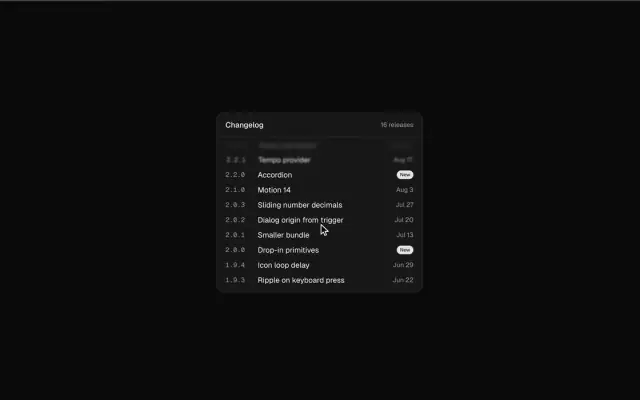 Changelog 16 releases
2.2.1 Tempo provider Aug 17
2.2.0 Accordion New
2.1.0 Motion 14 Aug 3
2.0.3 Sliding number decimals Jul 27
2.0.2 Dialog origin from trigger Jul 20
2.0.1 Smaller bundle Jul 13
2.0.0 Drop-in primitives New
1.9.4 Icon loop delay Jun 29
1.9.3 Ripple on keyboard press Jun 22